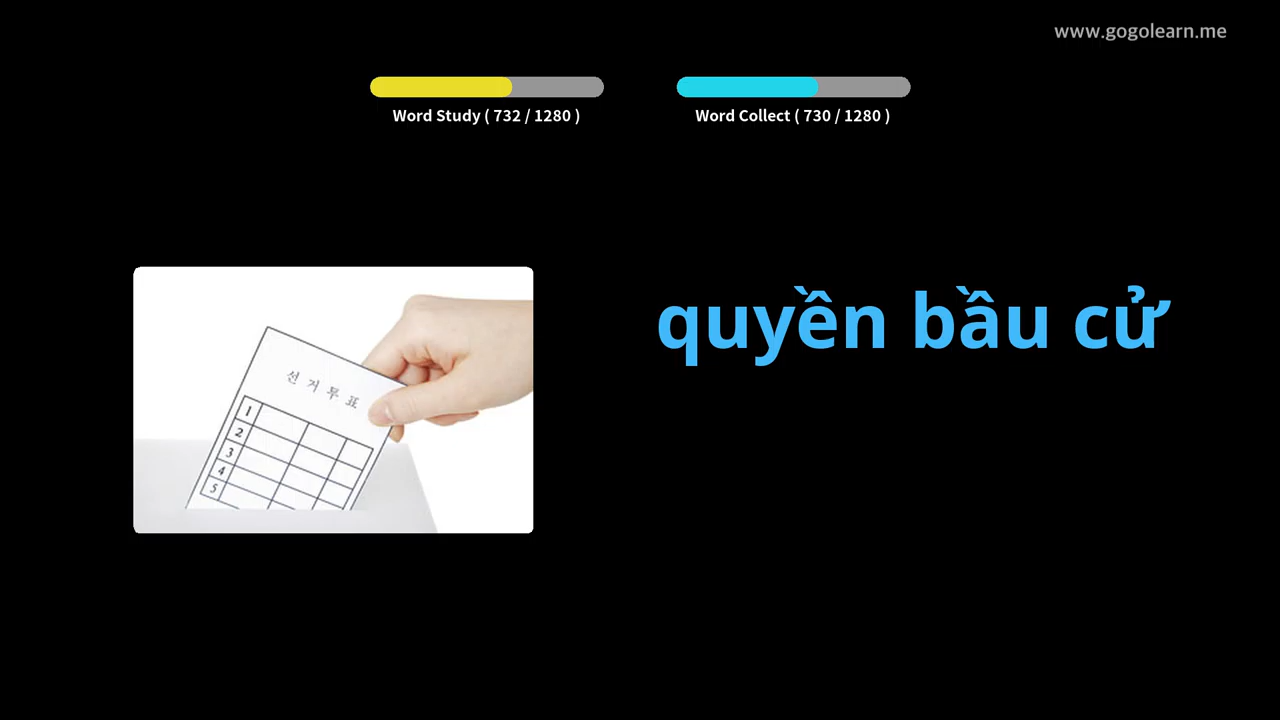 www.gogolearn.me
Word Study ( 732 / 1280 )
Word Collect ( 730 / 1280 )
quyền bầu cử
선거투표
1
2
3
4
5